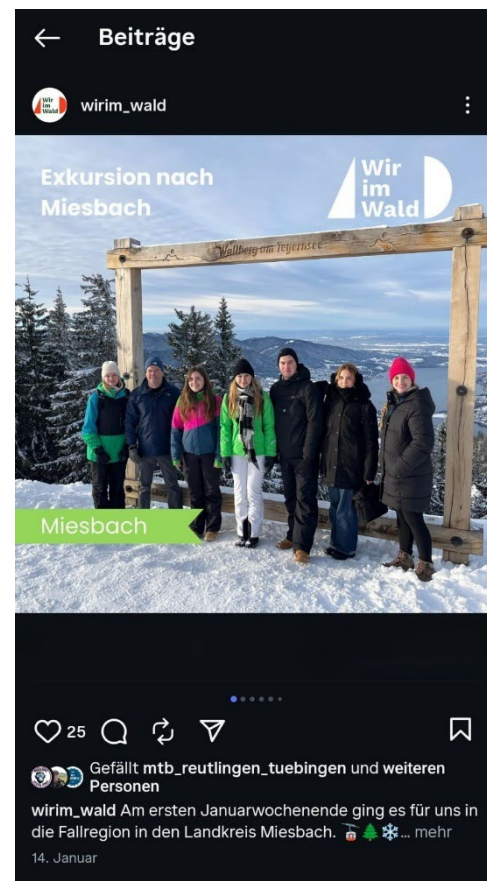 Beiträge
wirim_wald
Exkursion nach
Miesbach
Wir
im
Wald
Wallberg am Tegernsee
Miesbach
25
Gefällt mtb_reutlingen_tuebingen und weiteren
Personen
wirim_wald Am ersten Januarwochenende ging es für uns in
die Fallregion in den Landkreis Miesbach. 🚠🌲❄️... mehr
14. Januar